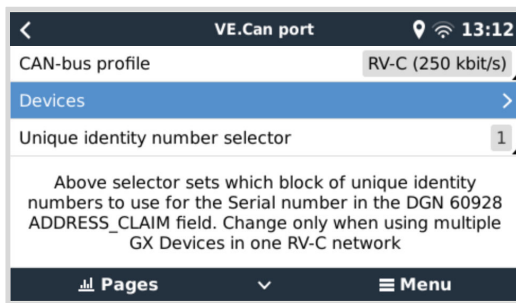 VE.Can port 13:12
CAN-bus profile RV-C (250 kbit/s)
Devices
Unique identity number selector 1
Above selector sets which block of unique identity
numbers to use for the Serial number in the DGN 60928
ADDRESS_CLAIM field. Change only when using multiple
GX Devices in one RV-C network
Pages Menu